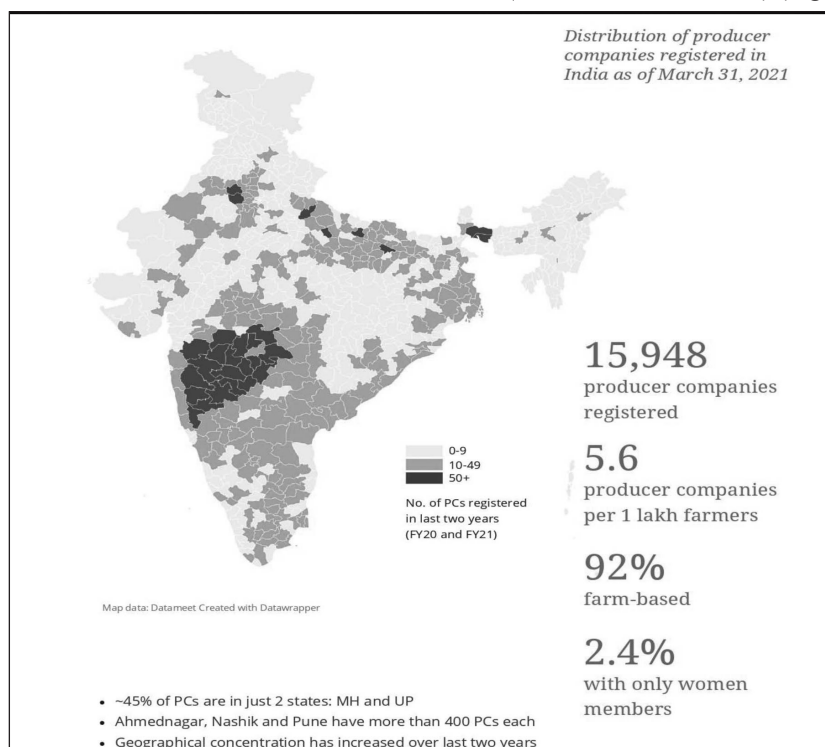 Distribution of producer
companies registered in
India as of March 31, 2021
15,948
producer companies
registered
0-9
10-49
50+
No. of PCs registered
in last two years
(FY20 and FY21)
5.6
producer companies
per 1 lakh farmers
92%
farm-based
Map data: Datameet Created with Datawrapper
2.4%
with only women
members
• ~45% of PCs are in just 2 states: MH and UP
• Ahmednagar, Nashik and Pune have more than 400 PCs each
• Geographical concentration has increased over last two years